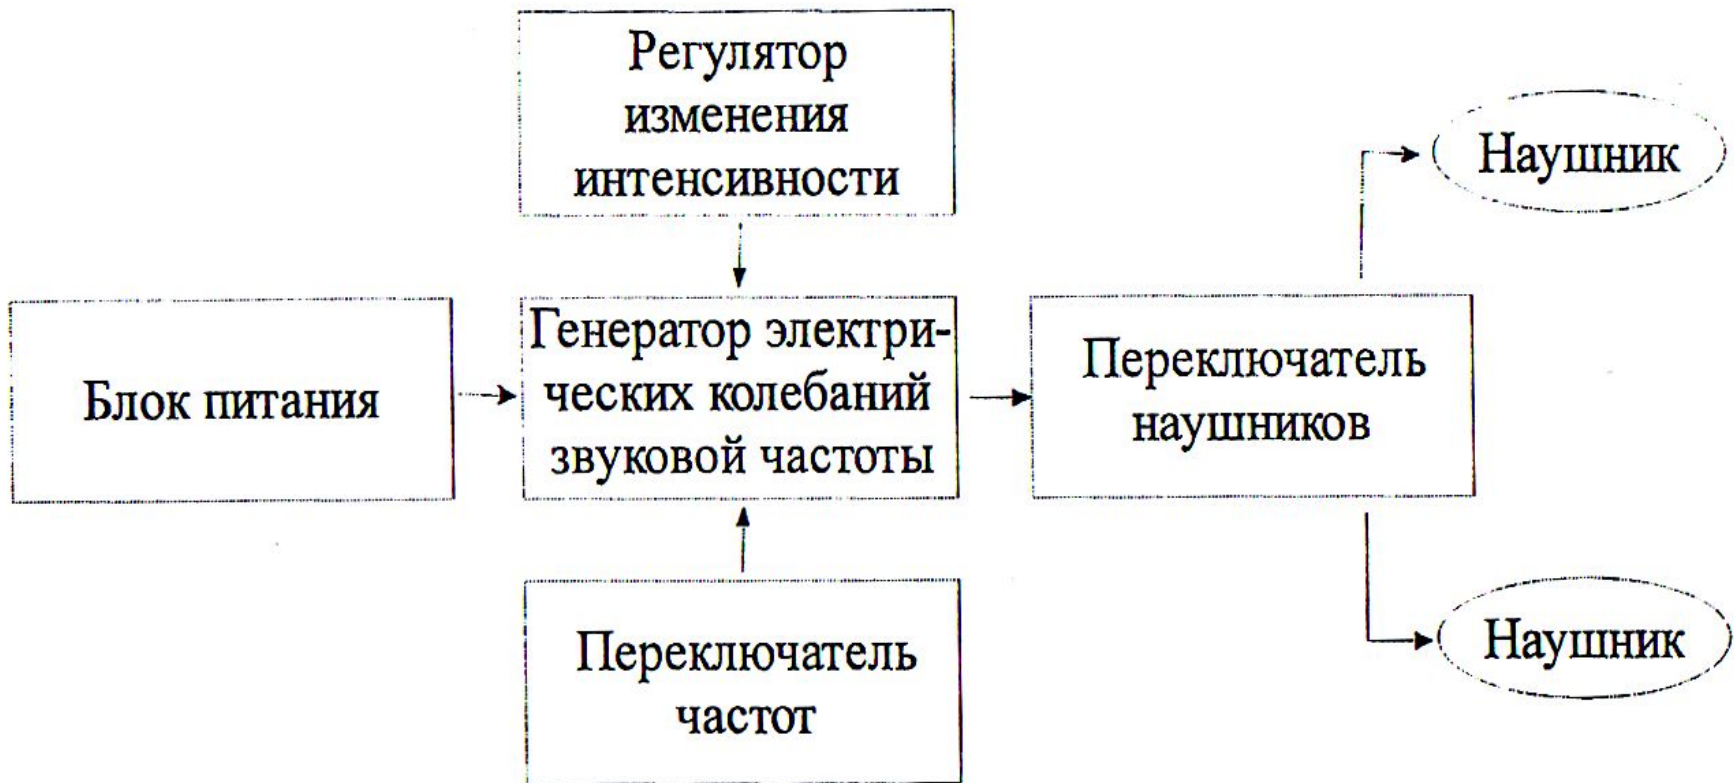 Регулятор
изменения
интенсивности
Наушник
Блок питания
Генератор электри-
ческих колебаний
звуковой частоты
Переключатель
наушников
Переключатель
частот
Наушник